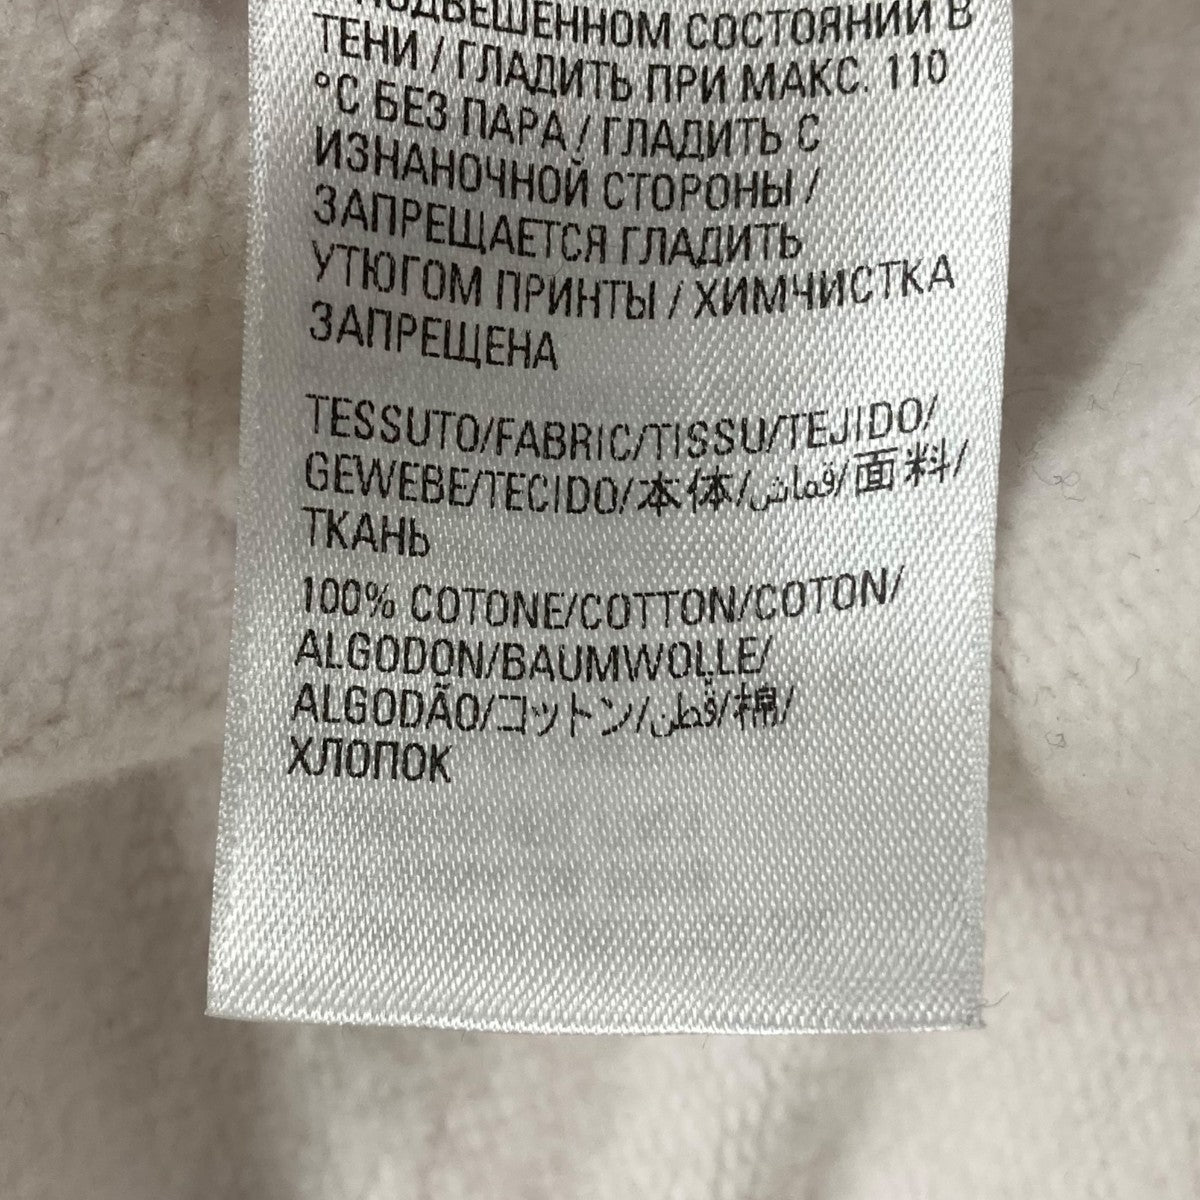 ПОДВЕШЕННОМ СОСТОЯНИИ В
ТЕНИ / ГЛАДИТЬ ПРИ МАКС. 110
°C БЕЗ ПАРА / ГЛАДИТЬ С
ИЗНАНОЧНОЙ СТОРОНЫ /
ЗАПРЕЩАЕТСЯ ГЛАДИТЬ
УТЮГОМ ПРИНТЫ / ХИМЧИСТКА
ЗАПРЕЩЕНА
TESSUTO/FABRIC/TISSU/TEJIDO/
GEWEBE/TECIDO/本体/قماش/面料/
ТКАНЬ
100% COTONE/COTTON/COTON/
ALGODON/BAUMWOLLE/
ALGODÃO/コットン/قطن/棉/
ХЛОПОК